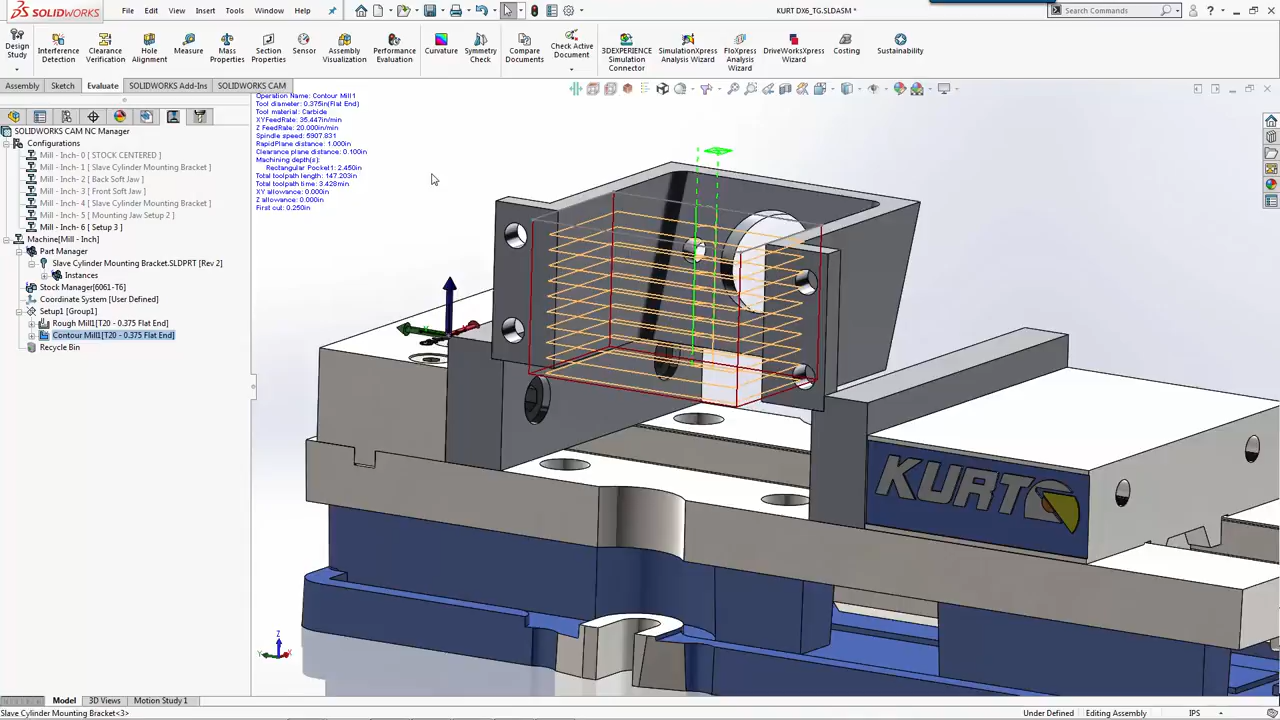 SOLIDWORKS
File Edit View Insert Tools Window Help
KURT DX6_TG.SLDASM *
Search Commands
Design Study
Interference Detection
Clearance Verification
Hole Alignment
Measure
Mass Properties
Section Properties
Sensor
Assembly Visualization
Performance Evaluation
Curvature
Symmetry Check
Compare Documents
Check Active Document
3DEXPERIENCE Simulation Connector
SimulationXpress Analysis Wizard
FloXpress Analysis Wizard
DriveWorksXpress Wizard
Costing
Sustainability
Assembly Sketch Evaluate SOLIDWORKS Add-Ins SOLIDWORKS CAM
SOLIDWORKS CAM NC Manager
Configurations
Mill - Inch- 0 [ STOCK CENTERED ]
Mill - Inch- 1 [ Slave Cylinder Mounting Bracket ]
Mill - Inch- 2 [ Back Soft Jaw ]
Mill - Inch- 3 [ Front Soft Jaw ]
Mill - Inch- 4 [ Slave Cylinder Mounting Bracket ]
Mill - Inch- 5 [ Mounting Jaw Setup 2 ]
Mill - Inch- 6 [ Setup 3 ]
Machine[Mill - Inch]
Part Manager
Slave Cylinder Mounting Bracket.SLDPRT [Rev 2]
Instances
Stock Manager[6061-T6]
Coordinate System [User Defined]
Setup1 [Group1]
Rough Mill1[T20 - 0.375 Flat End]
Contour Mill1[T20 - 0.375 Flat End]
Recycle Bin
Operation Name: Contour Mill1
Tool diameter: 0.375in(Flat End)
Tool material: Carbide
XYFeedRate: 35.447in/min
Z FeedRate: 20.000in/min
Spindle speed: 5907.831
RapidPlane distance: 1.000in
Clearance plane distance: 0.100in
Machining depth(s):
Rectangular Pocket1: 2.450in
Total toolpath length: 147.203in
Total toolpath time: 3.428min
XY allowance: 0.000in
Z allowance: 0.000in
First cut: 0.250in
KURT
Z
Y
X
Model 3D Views Motion Study 1
Slave Cylinder Mounting Bracket<3>
Under Defined Editing Assembly IPS